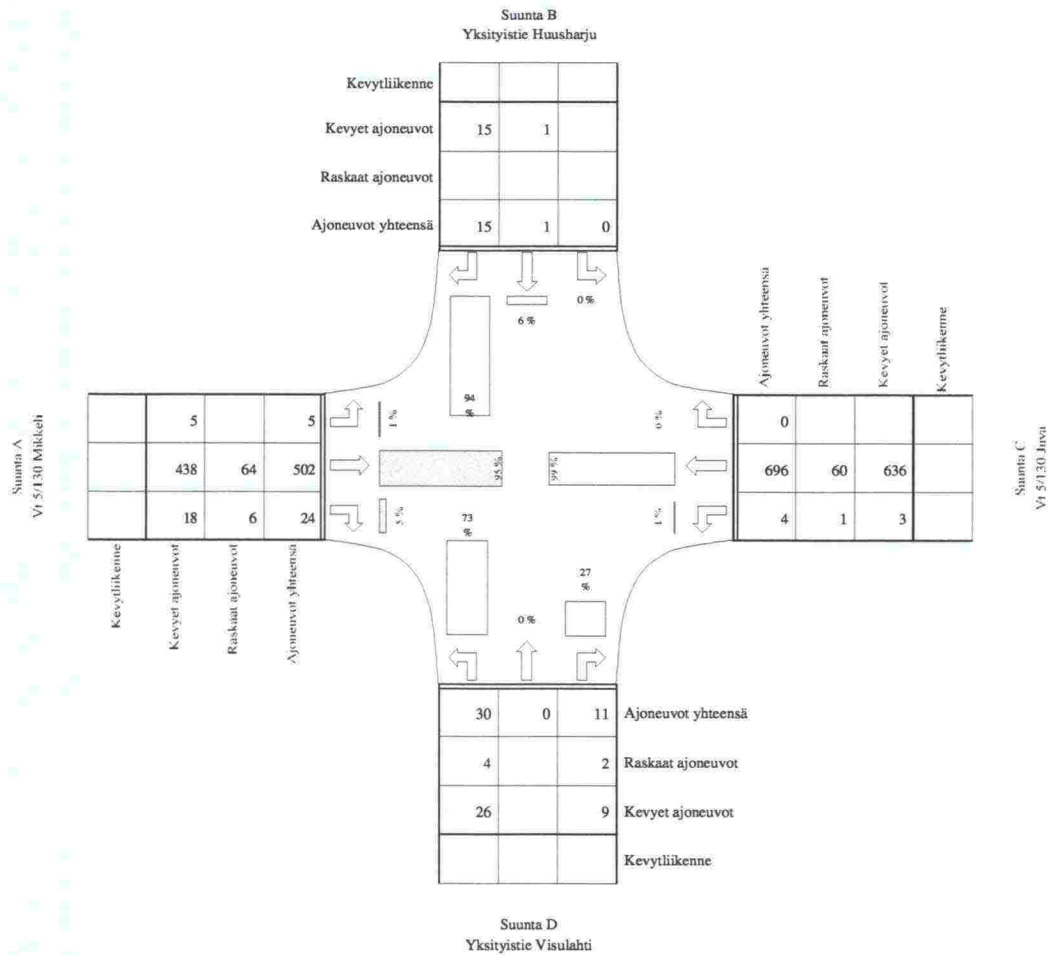 Suunta B
Yksityistie Huusharju
Kevytliikenne
Kevyet ajoneuvot 15 1
Raskaat ajoneuvot
Ajoneuvot yhteensä 15 1 0
0 %
6 %
94
%
Suunta A
Vt 5/130 Mikkeli
5 5
438 64 502
18 6 24
Kevytliikenne
Kevyet ajoneuvot
Raskaat ajoneuvot
Ajoneuvot yhteensä
1 %
95 %
5 %
Ajoneuvot yhteensä
Raskaat ajoneuvot
Kevyet ajoneuvot
Kevytliikenne
0 %
99 %
1 %
0
696 60 636
4 1 3
Suunta C
Vt 5/130 Juva
73
%
0 %
27
%
30 0 11 Ajoneuvot yhteensä
4 2 Raskaat ajoneuvot
26 9 Kevyet ajoneuvot
Kevytliikenne
Suunta D
Yksityistie Visulahti